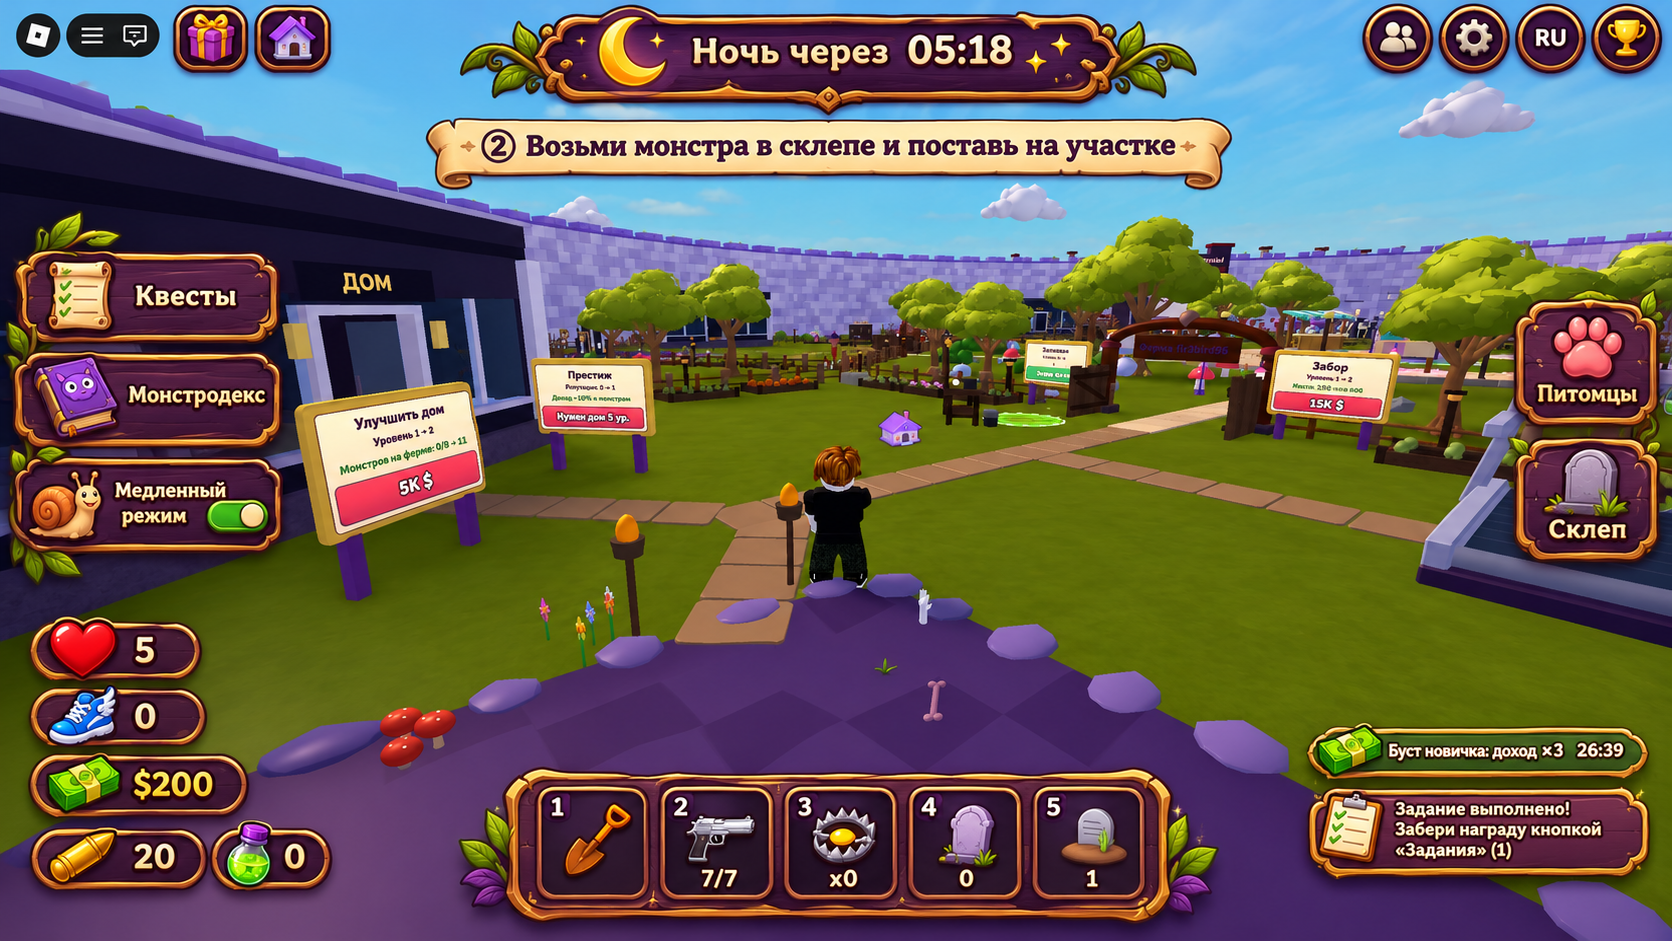 Ночь через 05:18
RU
② Возьми монстра в склепе и поставь на участке
Квесты
Монстродекс
Медленный
режим
ДОМ
Улучшить дом
Уровень 1 → 2
Монстров на ферме: 0/8 → 11
5K $
Престиж
Доход +10% с монстров
Нужен дом 5 ур.
Забор
Уровень 1 → 2
15K $
Питомцы
Склеп
5
0
$200
20
0
1
2
7/7
3
x0
4
0
5
1
Буст новичка: доход ×3 26:39
Задание выполнено!
Забери награду кнопкой
«Задания» (1)